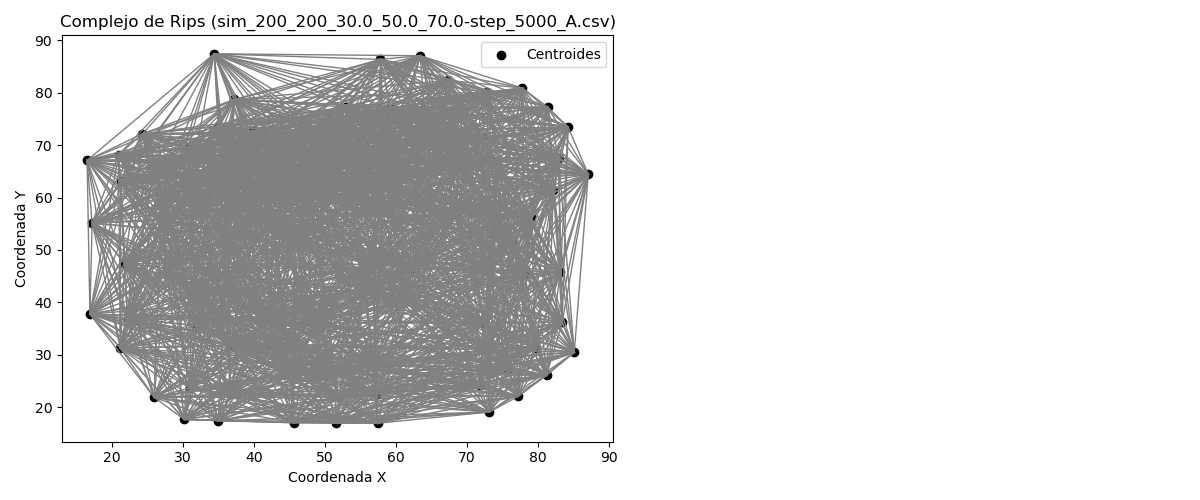 Complejo de Rips (sim_200_200_30.0_50.0_70.0-step_5000_A.csv)
Centroides
90
80
70
60
50
40
30
20
Coordenada Y
20 30 40 50 60 70 80 90
Coordenada X